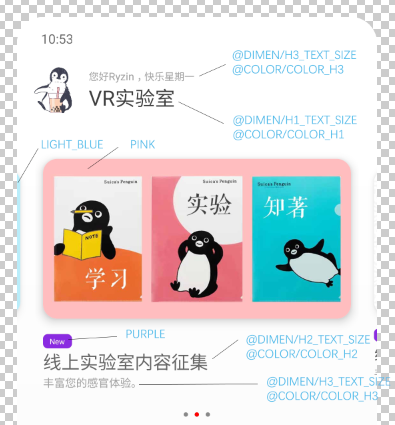 10:53
@DIMEN/H3_TEXT_SIZE
@COLOR/COLOR_H3
您好Ryzin，快乐星期一
VR实验室
@DIMEN/H1_TEXT_SIZE
@COLOR/COLOR_H1
LIGHT_BLUE
PINK
Suicun Penguin
NOTE
学习
Suicun Penguin
实验
Suicun Penguin
知著
New
PURPLE
@DIMEN/H2_TEXT_SIZE
@COLOR/COLOR_H2
线上实验室内容征集
丰富您的感官体验。
@DIMEN/H3_TEXT_SIZE
@COLOR/COLOR_H3